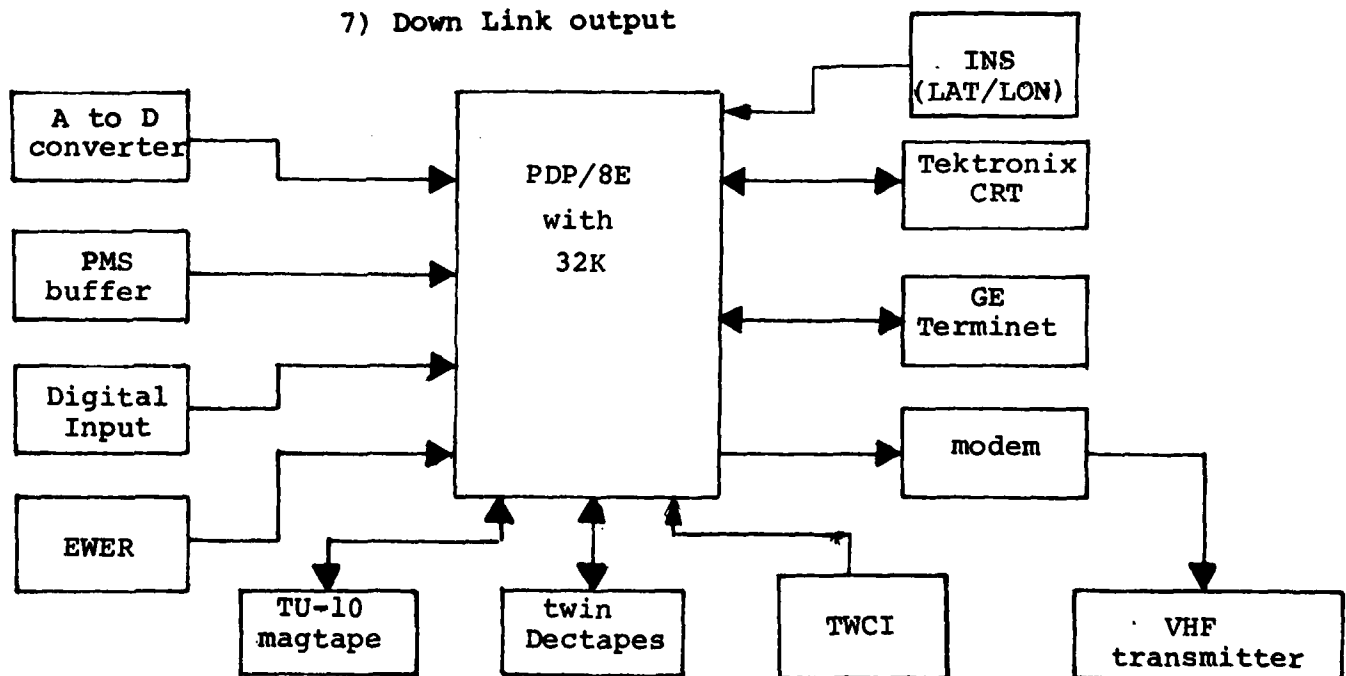 7) Down Link output
INS
(LAT/LON)
A to D
converter
PDP/8E
with
32K
Tektronix
CRT
PMS
buffer
GE
Terminet
Digital
Input
modem
EWER
TU-10
magtape
twin
Dectapes
TWCI
VHF
transmitter